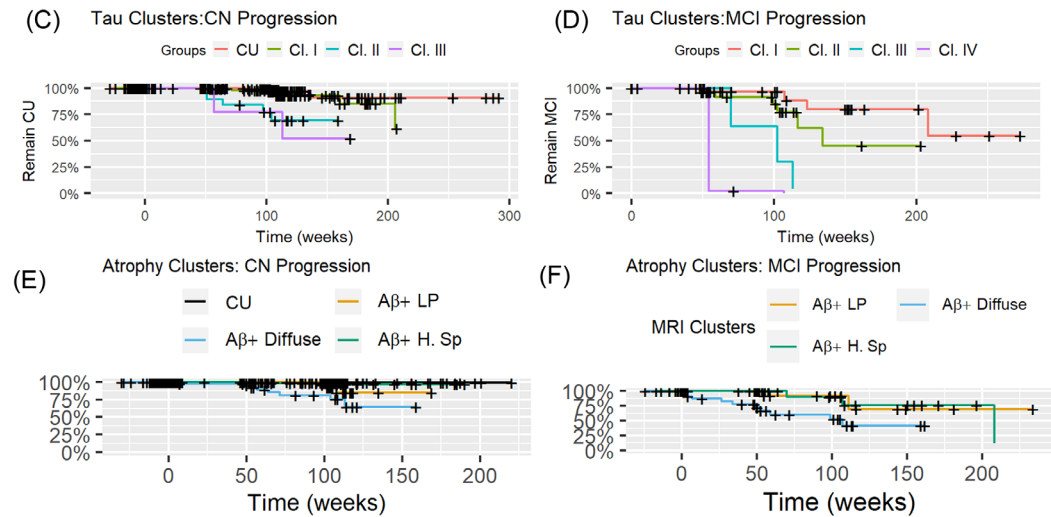 (C) Tau Clusters:CN Progression
Groups CU Cl. I Cl. II Cl. III
100%
75%
50%
25%
0%
Remain CU
0 100 200 300
Time (weeks)
(D) Tau Clusters:MCI Progression
Groups Cl. I Cl. II Cl. III Cl. IV
100%
75%
50%
25%
0%
Remain MCI
0 100 200
Time (weeks)
(E) Atrophy Clusters: CN Progression
CU Aβ+ LP
Aβ+ Diffuse Aβ+ H. Sp
100%
75%
50%
25%
0%
0 50 100 150 200
Time (weeks)
(F) Atrophy Clusters: MCI Progression
MRI Clusters
Aβ+ LP Aβ+ Diffuse
Aβ+ H. Sp
100%
75%
50%
25%
0%
0 50 100 150 200
Time (weeks)